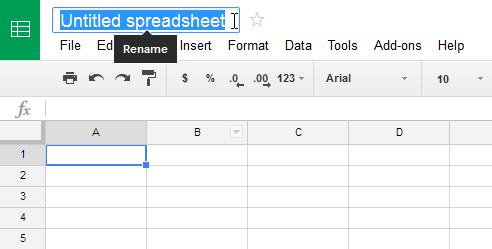 Untitled spreadsheet
File Ed Insert Format Data Tools Add-ons Help
Rename
$ % .0 .00 123 Arial 10
fx
A B C D
1
2
3
4
5